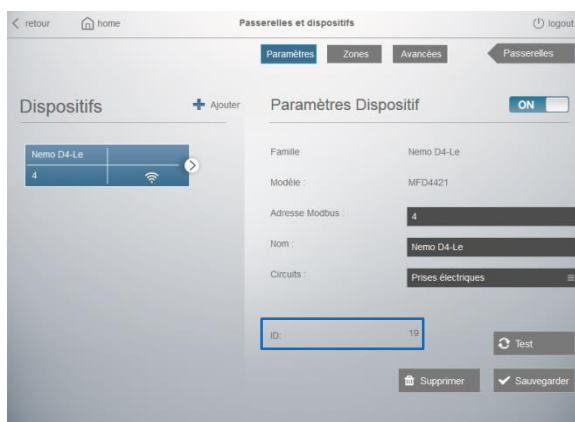 retour home Passerelles et dispositifs logout
Paramètres Zones Avancées Passerelles
Dispositifs Ajouter
Nemo D4-Le
4
Paramètres Dispositif ON
Famille Nemo D4-Le
Modèle : MFD4421
Adresse Modbus : 4
Nom : Nemo D4-Le
Circuits : Prises électriques
ID: 19
Test
Supprimer Sauvegarder